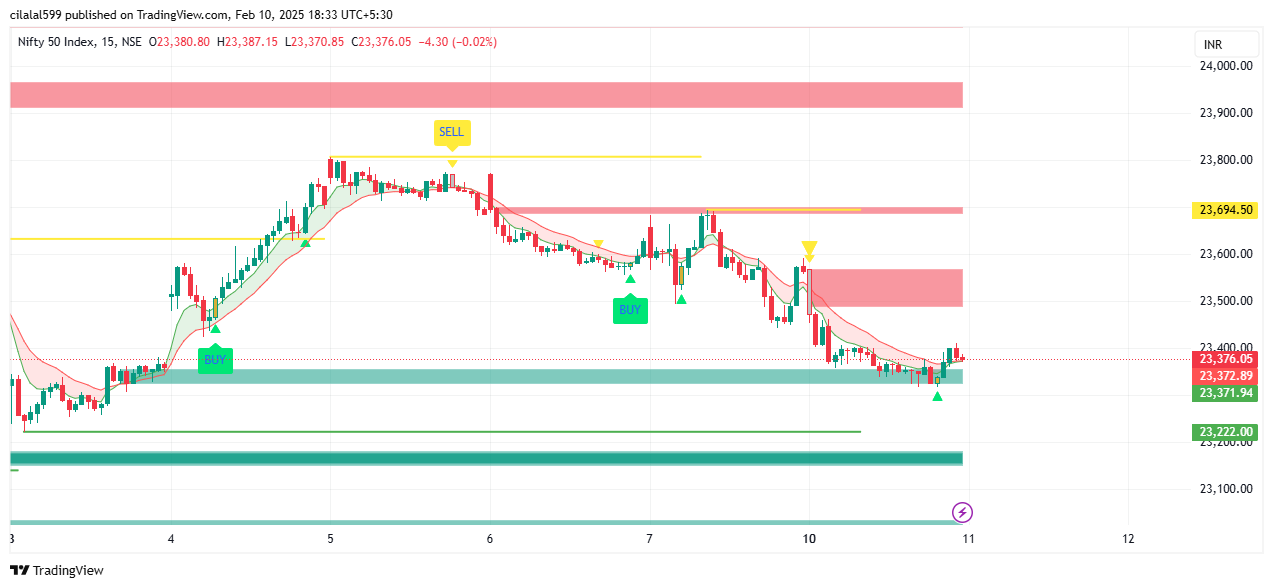 cilalal599 published on TradingView.com, Feb 10, 2025 18:33 UTC+5:30
Nifty 50 Index, 15, NSE O23,380.80 H23,387.15 L23,370.85 C23,376.05 −4.30 (−0.02%)
INR
24,000.00
23,900.00
SELL
23,800.00
23,694.50
23,600.00
23,500.00
BUY
23,400.00
BUY
23,376.05
23,372.89
23,371.94
23,222.00
23,200.00
23,100.00
3 4 5 6 7 10 11 12
TradingView